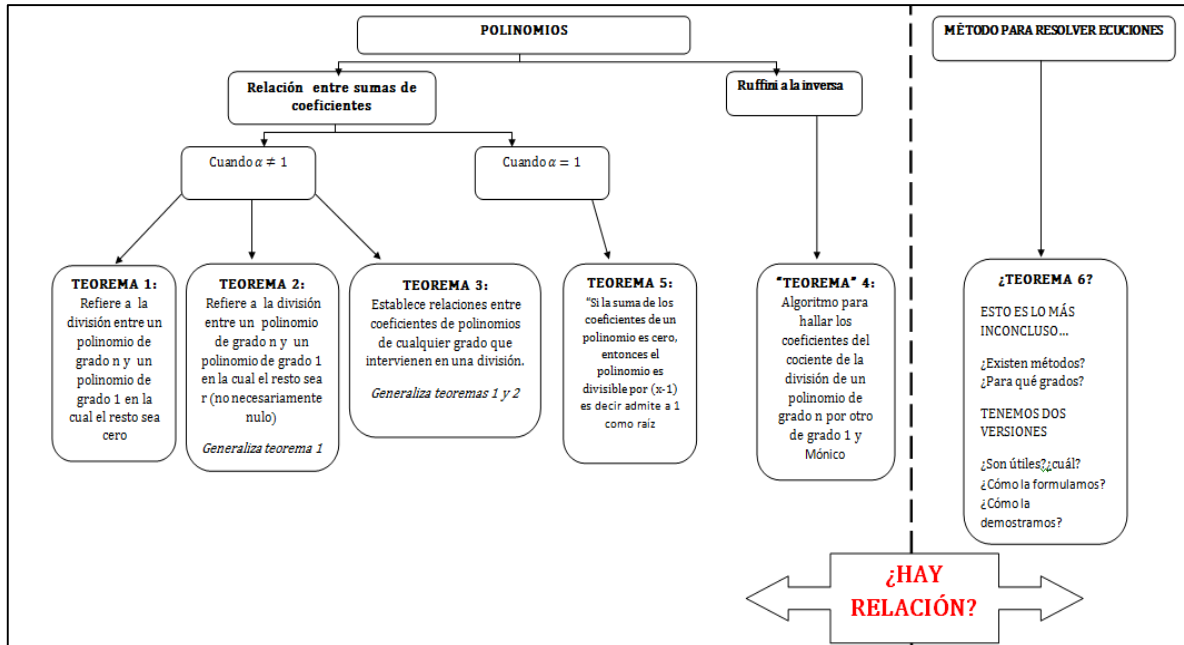 POLINOMIOS
MÉTODO PARA RESOLVER ECUCIONES
Relación entre sumas de
coeficientes
Ruffini a la inversa
Cuando α ≠ 1
Cuando α = 1
TEOREMA 1:
Refiere a la
división entre un
polinomio de
grado n y un
polinomio de
grado 1 en la
cual el resto sea
cero
TEOREMA 2:
Refiere a la división
entre un polinomio
de grado n y un
polinomio de grado 1
en la cual el resto sea
r (no necesariamente
nulo)
Generaliza teorema 1
TEOREMA 3:
Establece relaciones entre
coeficientes de polinomios
de cualquier grado que
intervienen en una división.
Generaliza teoremas 1 y 2
TEOREMA 5:
"Si la suma de los
coeficientes de un
polinomio es cero,
entonces el
polinomio es
divisible por (x-1)
es decir admite a 1
como raíz
"TEOREMA" 4:
Algoritmo para
hallar los
coeficientes del
cociente de la
división de un
polinomio de
grado n por otro
de grado 1 y
Mónico
¿TEOREMA 6?
ESTO ES LO MÁS
INCONCLUSO...
¿Existen métodos?
¿Para qué grados?
TENEMOS DOS
VERSIONES
¿Son útiles?¿cuál?
¿Cómo la formulamos?
¿Cómo la
demostramos?
¿HAY
RELACIÓN?